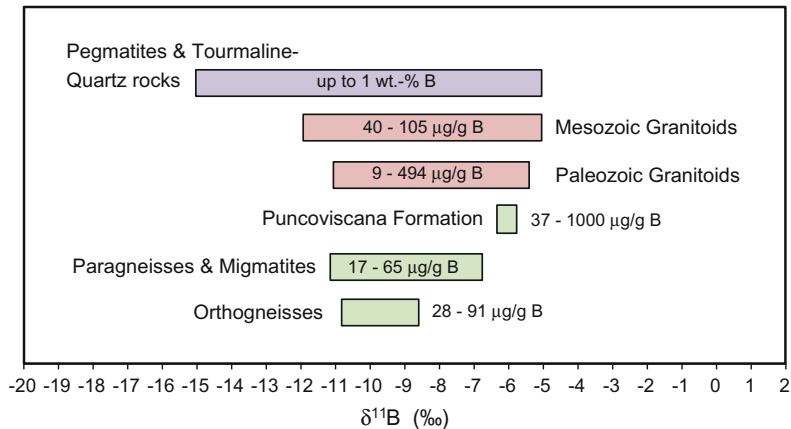 Pegmatites & Tourmaline-
Quartz rocks
up to 1 wt.-% B
40 - 105 μg/g B
Mesozoic Granitoids
9 - 494 μg/g B
Paleozoic Granitoids
Puncoviscana Formation
37 - 1000 μg/g B
Paragneisses & Migmatites
17 - 65 μg/g B
Orthogneisses
28 - 91 μg/g B
-20 -19 -18 -17 -16 -15 -14 -13 -12 -11 -10 -9 -8 -7 -6 -5 -4 -3 -2 -1 0 1 2
δ¹¹B (‰)